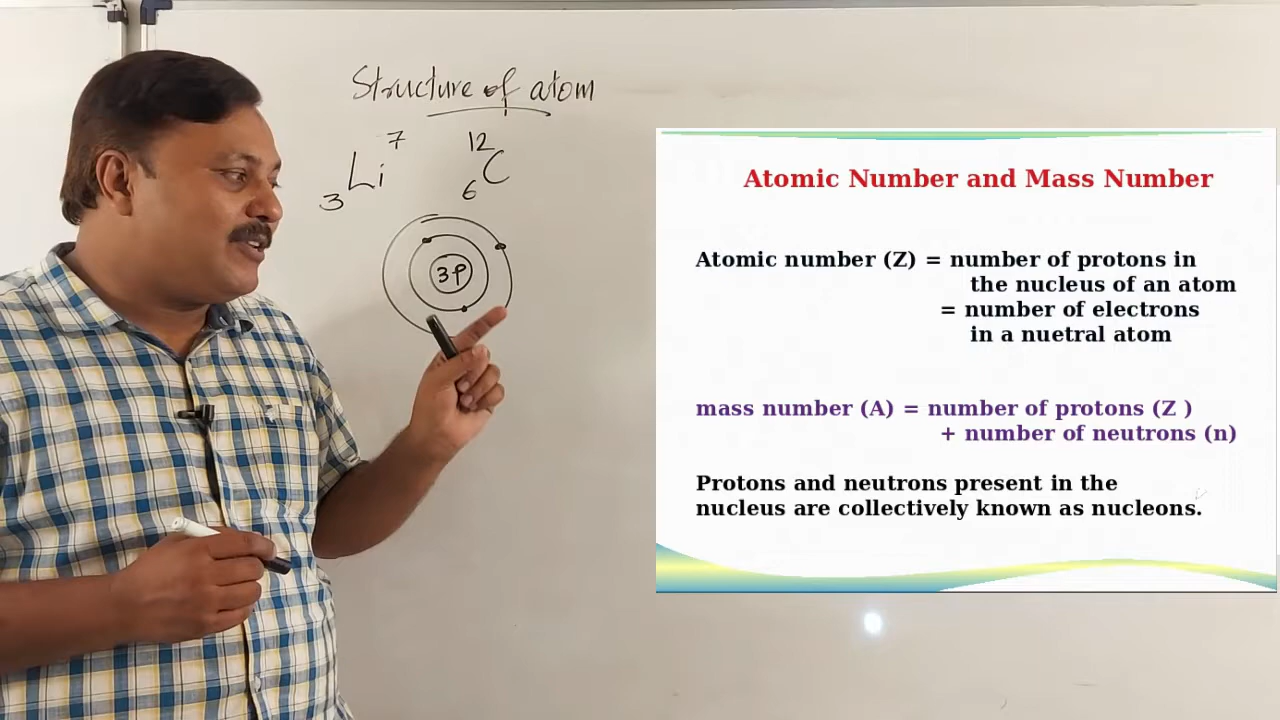 Structure of atom
3 Li 7
12 6 C
3P
Atomic Number and Mass Number
Atomic number (Z) = number of protons in
the nucleus of an atom
= number of electrons
in a nuetral atom
mass number (A) = number of protons (Z )
+ number of neutrons (n)
Protons and neutrons present in the
nucleus are collectively known as nucleons.